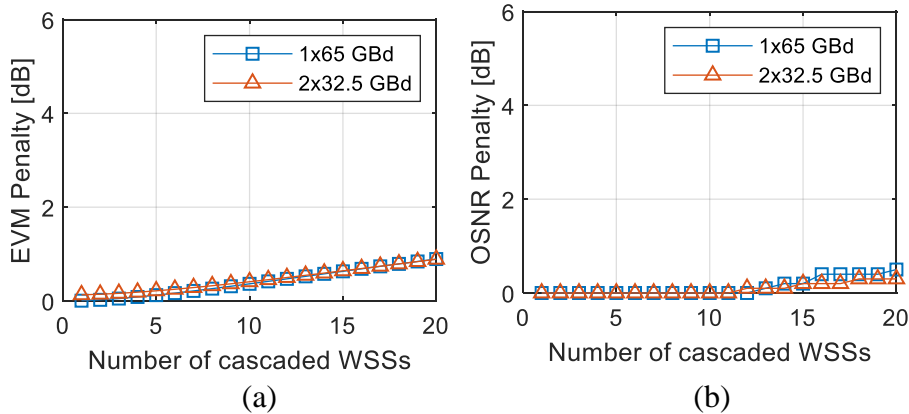 EVM Penalty [dB]
6
4
2
0
1x65 GBd
2x32.5 GBd
0 5 10 15 20
Number of cascaded WSSs
(a)
OSNR Penalty [dB]
6
4
2
0
1x65 GBd
2x32.5 GBd
0 5 10 15 20
Number of cascaded WSSs
(b)